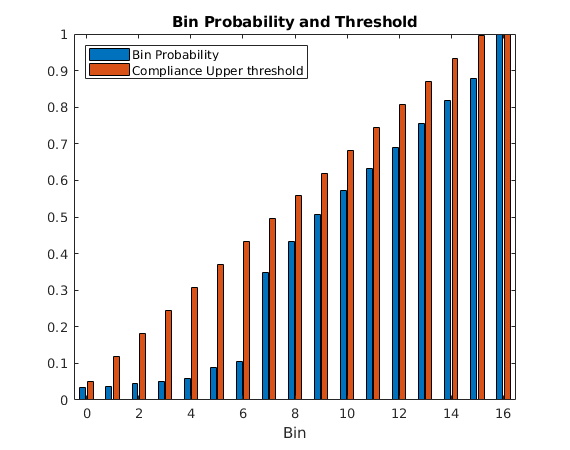 Bin Probability and Threshold
Bin Probability
Compliance Upper threshold
1
0.9
0.8
0.7
0.6
0.5
0.4
0.3
0.2
0.1
0
0 2 4 6 8 10 12 14 16
Bin